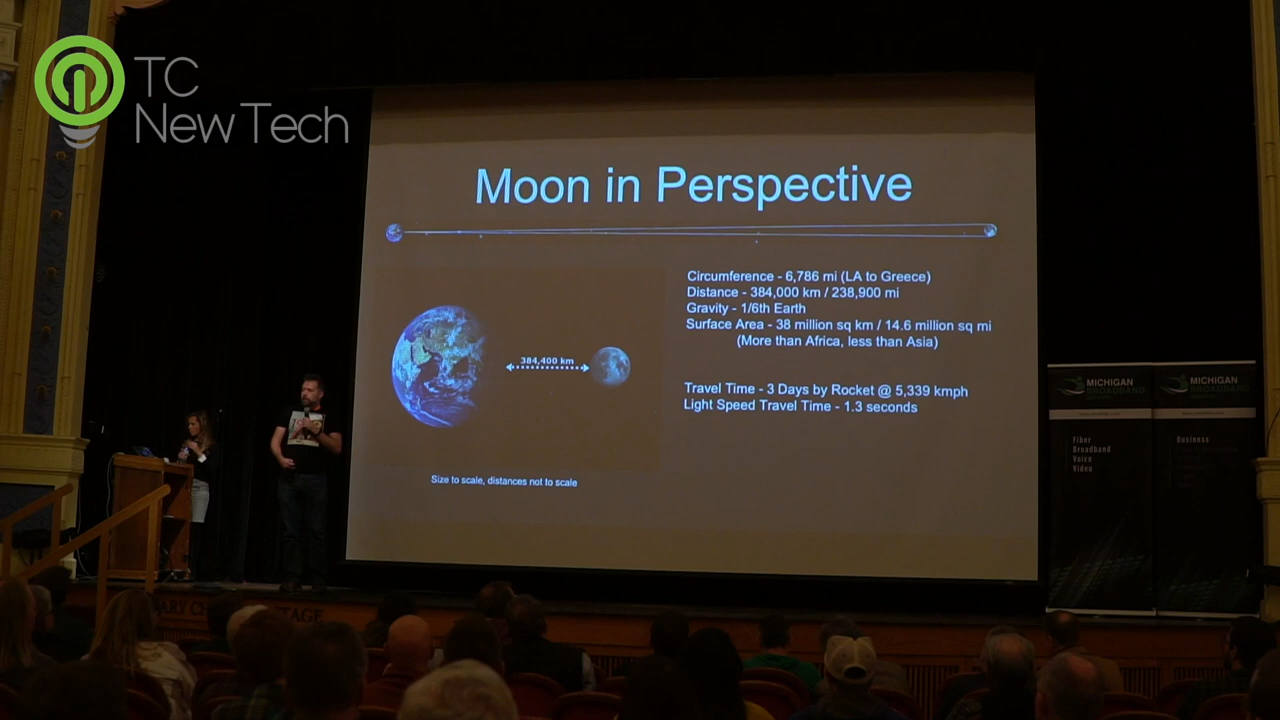 TC
New Tech
Moon in Perspective
Circumference - 6,786 mi (LA to Greece)
Distance - 384,000 km / 238,900 mi
Gravity - 1/6th Earth
Surface Area - 38 million sq km / 14.6 million sq mi
(More than Africa, less than Asia)
384,400 km
Travel Time - 3 Days by Rocket @ 5,339 kmph
Light Speed Travel Time - 1.3 seconds
Size to scale, distances not to scale
MICHIGAN
BROADBAND
Fiber
Broadband
Voice
Video
MICHIGAN
BROADBAND
Business
STAGE